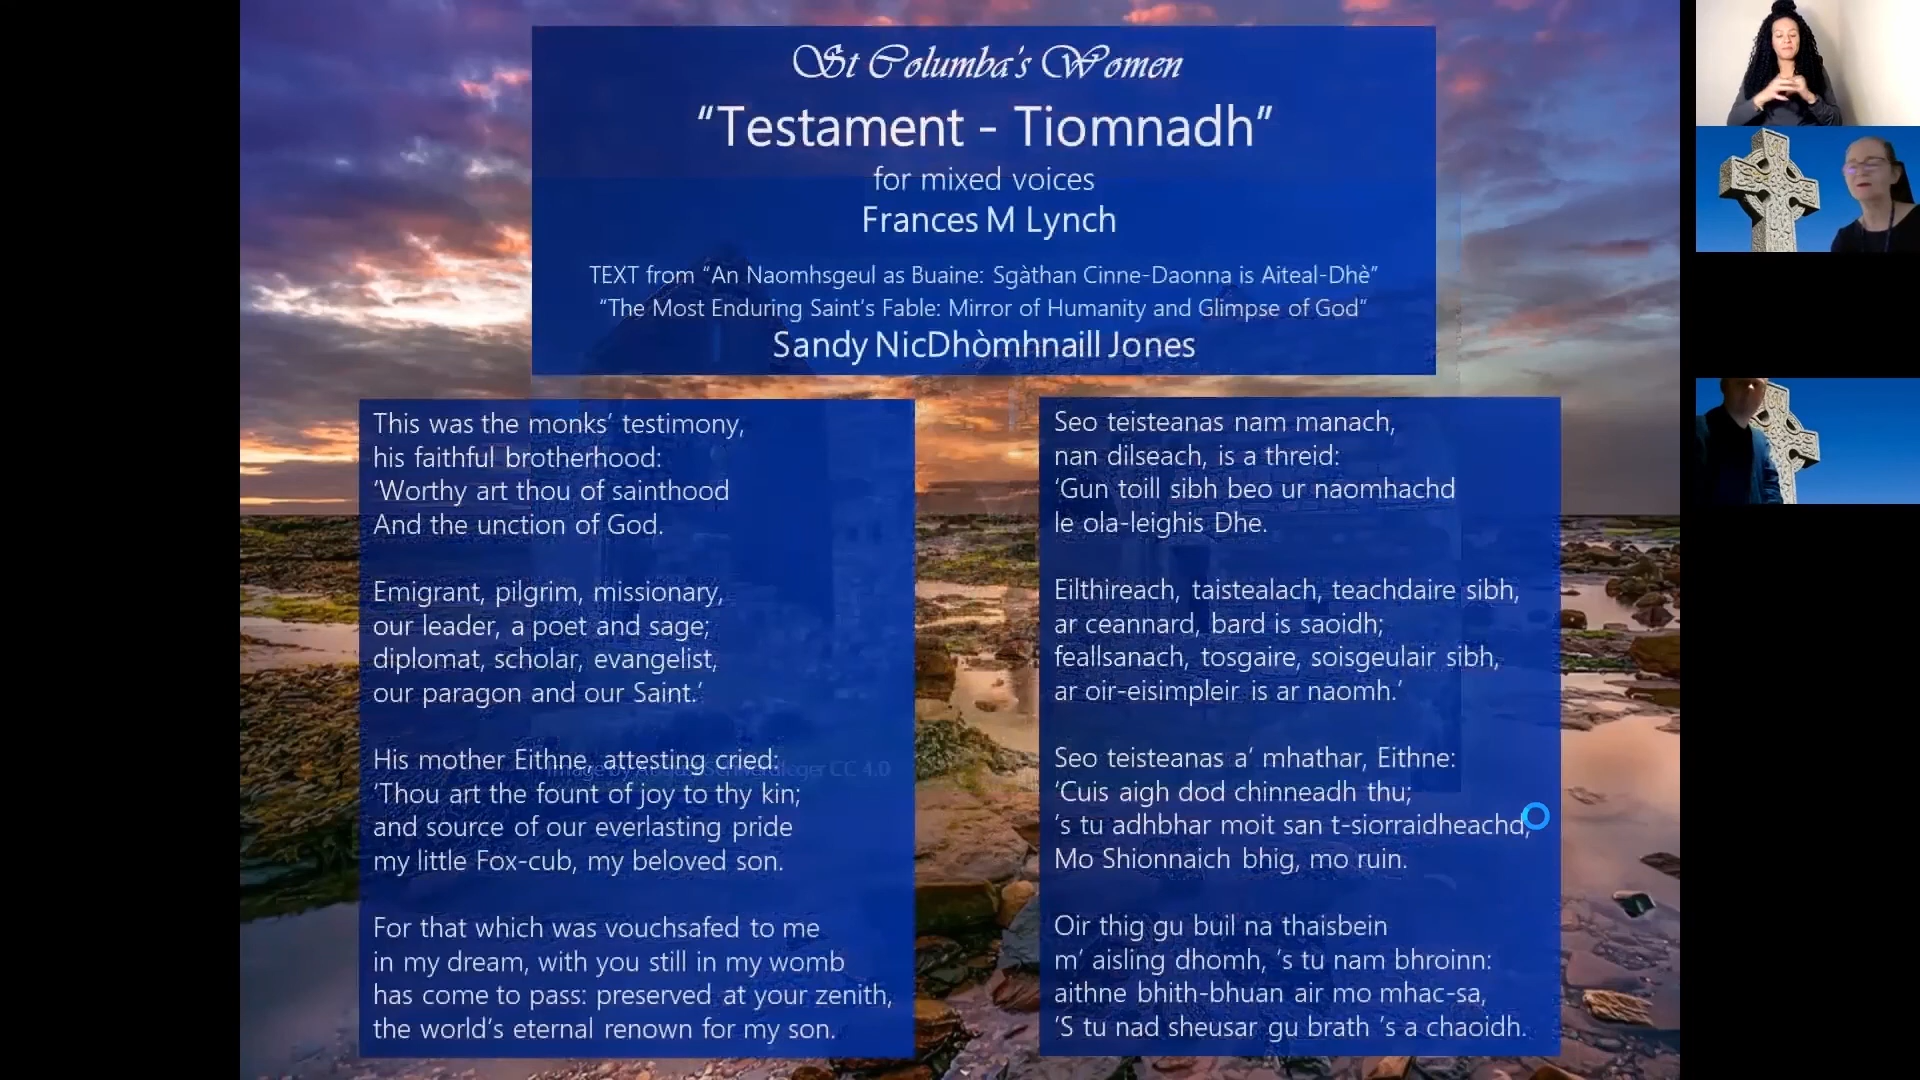 St Columba's Women
“Testament - Tiomnadh”
for mixed voices
Frances M Lynch
TEXT from “An Naomhsgeul as Buaine: Sgàthan Cinne-Daonna is Aiteal-Dhè”
“The Most Enduring Saint’s Fable: Mirror of Humanity and Glimpse of God”
Sandy NicDhòmhnaill Jones
This was the monks’ testimony,
his faithful brotherhood:
‘Worthy art thou of sainthood
And the unction of God.
Emigrant, pilgrim, missionary,
our leader, a poet and sage;
diplomat, scholar, evangelist,
our paragon and our Saint.’
His mother Eithne, attesting cried:
‘Thou art the fount of joy to thy kin;
and source of our everlasting pride
my little Fox-cub, my beloved son.
For that which was vouchsafed to me
in my dream, with you still in my womb
has come to pass: preserved at your zenith,
the world’s eternal renown for my son.
Seo teisteanas nam manach,
nan dilseach, is a threid:
‘Gun toill sibh beo ur naomhachd
le ola-leighis Dhe.
Eilthireach, taistealach, teachdaire sibh,
ar ceannard, bard is saoidh;
feallsanach, tosgaire, soisgeulair sibh,
ar oir-eisimpleir is ar naomh.’
Seo teisteanas a’ mhathar, Eithne:
‘Cuis aigh dod chinneadh thu;
’s tu adhbhar moit san t-siorraidheachd,
Mo Shionnaich bhig, mo ruin.
Oir thig gu buil na thaisbein
m’ aisling dhomh, ’s tu nam bhroinn:
aithne bhith-bhuan air mo mhac-sa,
’S tu nad sheusar gu brath ’s a chaoidh.
Image by CC 4.0